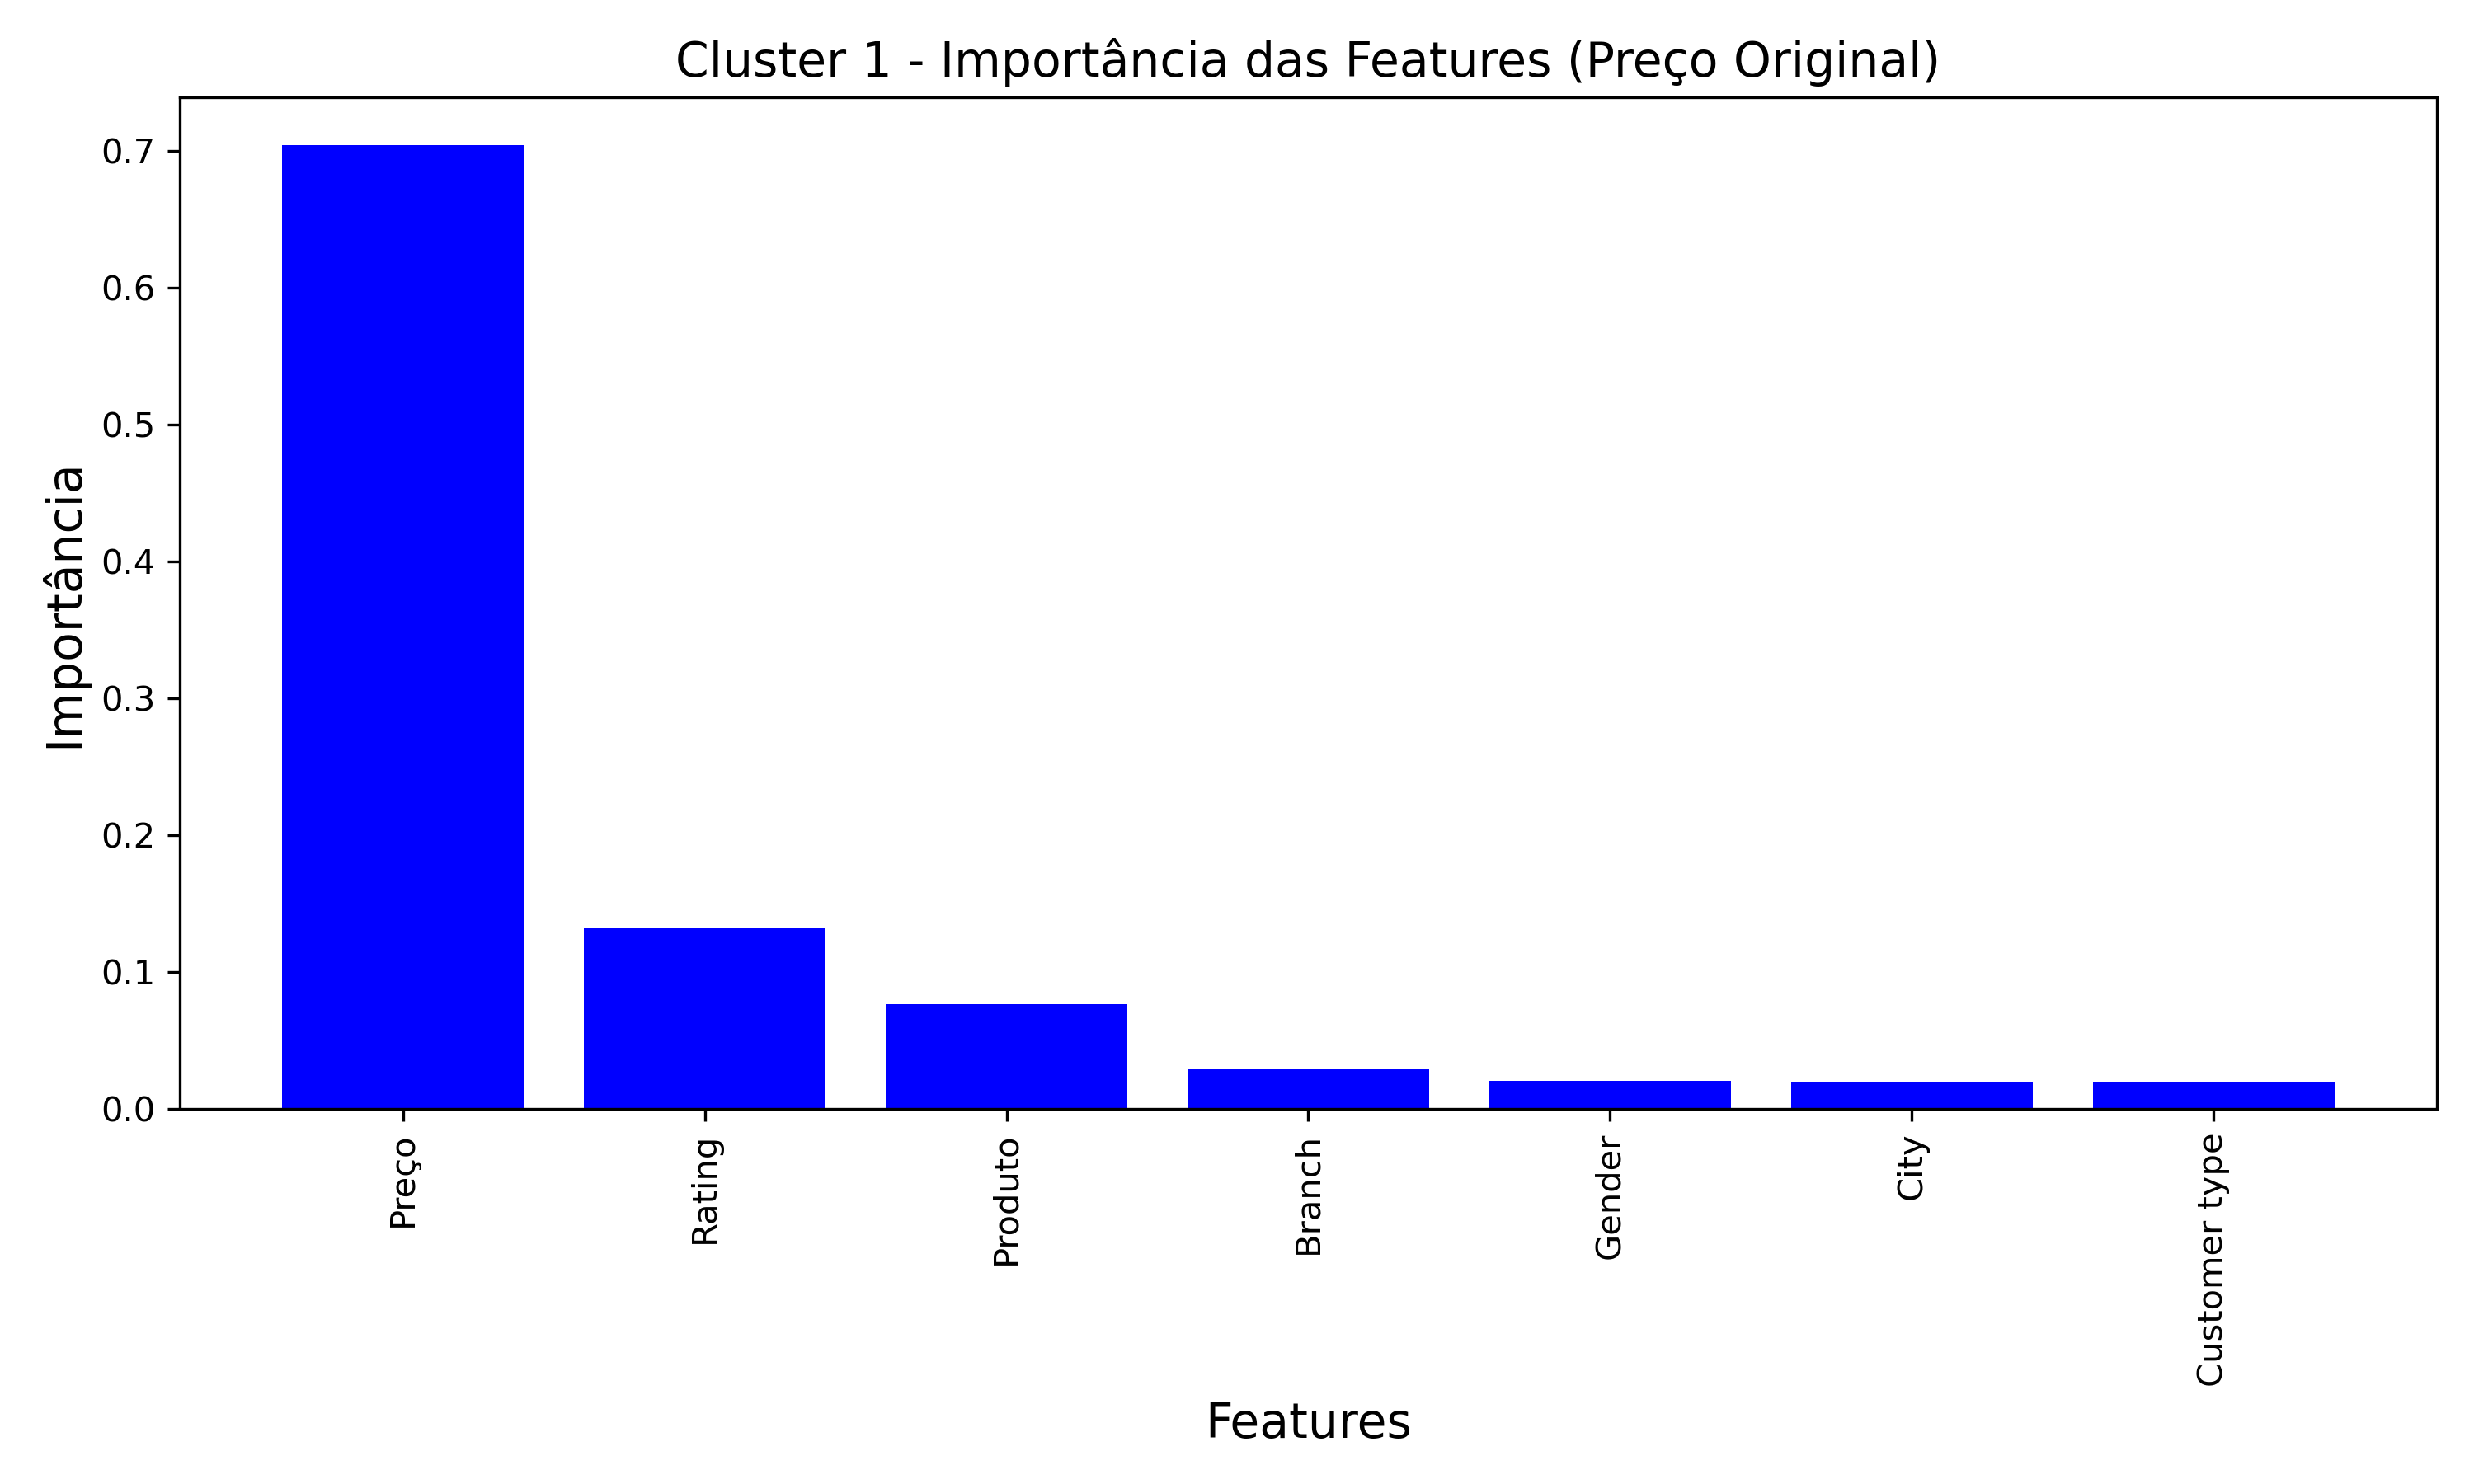 Cluster 1 - Importância das Features (Preço Original)
Importância
0.7
0.6
0.5
0.4
0.3
0.2
0.1
0.0
Preço
Rating
Produto
Branch
Gender
City
Customer type
Features